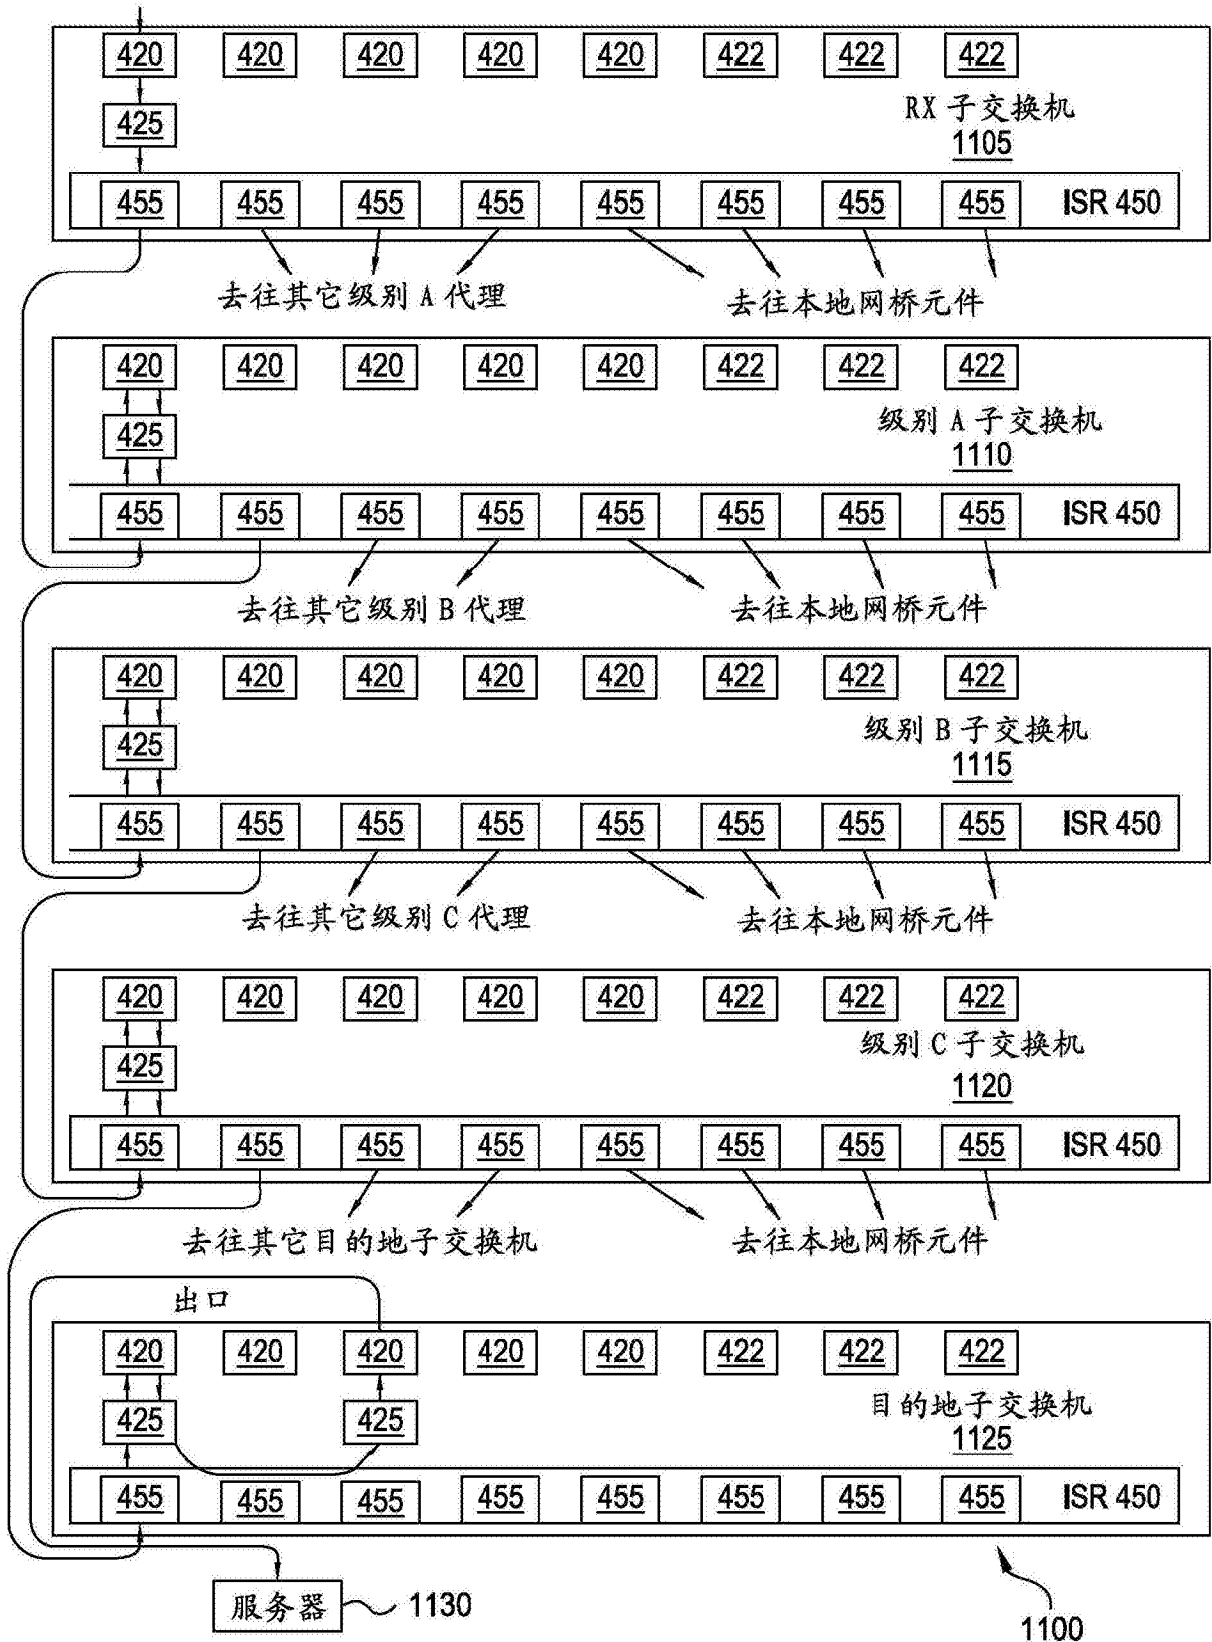 420 420 420 420 420 422 422 422
425
RX 子交换机
1105
455 455 455 455 455 455 455 455 ISR 450
去往其它级别 A 代理 去往本地网桥元件
420 420 420 420 420 422 422 422
425
级别 A 子交换机
1110
455 455 455 455 455 455 455 455 ISR 450
去往其它级别 B 代理 去往本地网桥元件
420 420 420 420 420 422 422 422
425
级别 B 子交换机
1115
455 455 455 455 455 455 455 455 ISR 450
去往其它级别 C 代理 去往本地网桥元件
420 420 420 420 420 422 422 422
425
级别 C 子交换机
1120
455 455 455 455 455 455 455 455 ISR 450
去往其它目的地子交换机 去往本地网桥元件
出口
420 420 420 420 420 422 422 422
425 425
目的地子交换机
1125
455 455 455 455 455 455 455 455 ISR 450
服务器 1130
1100